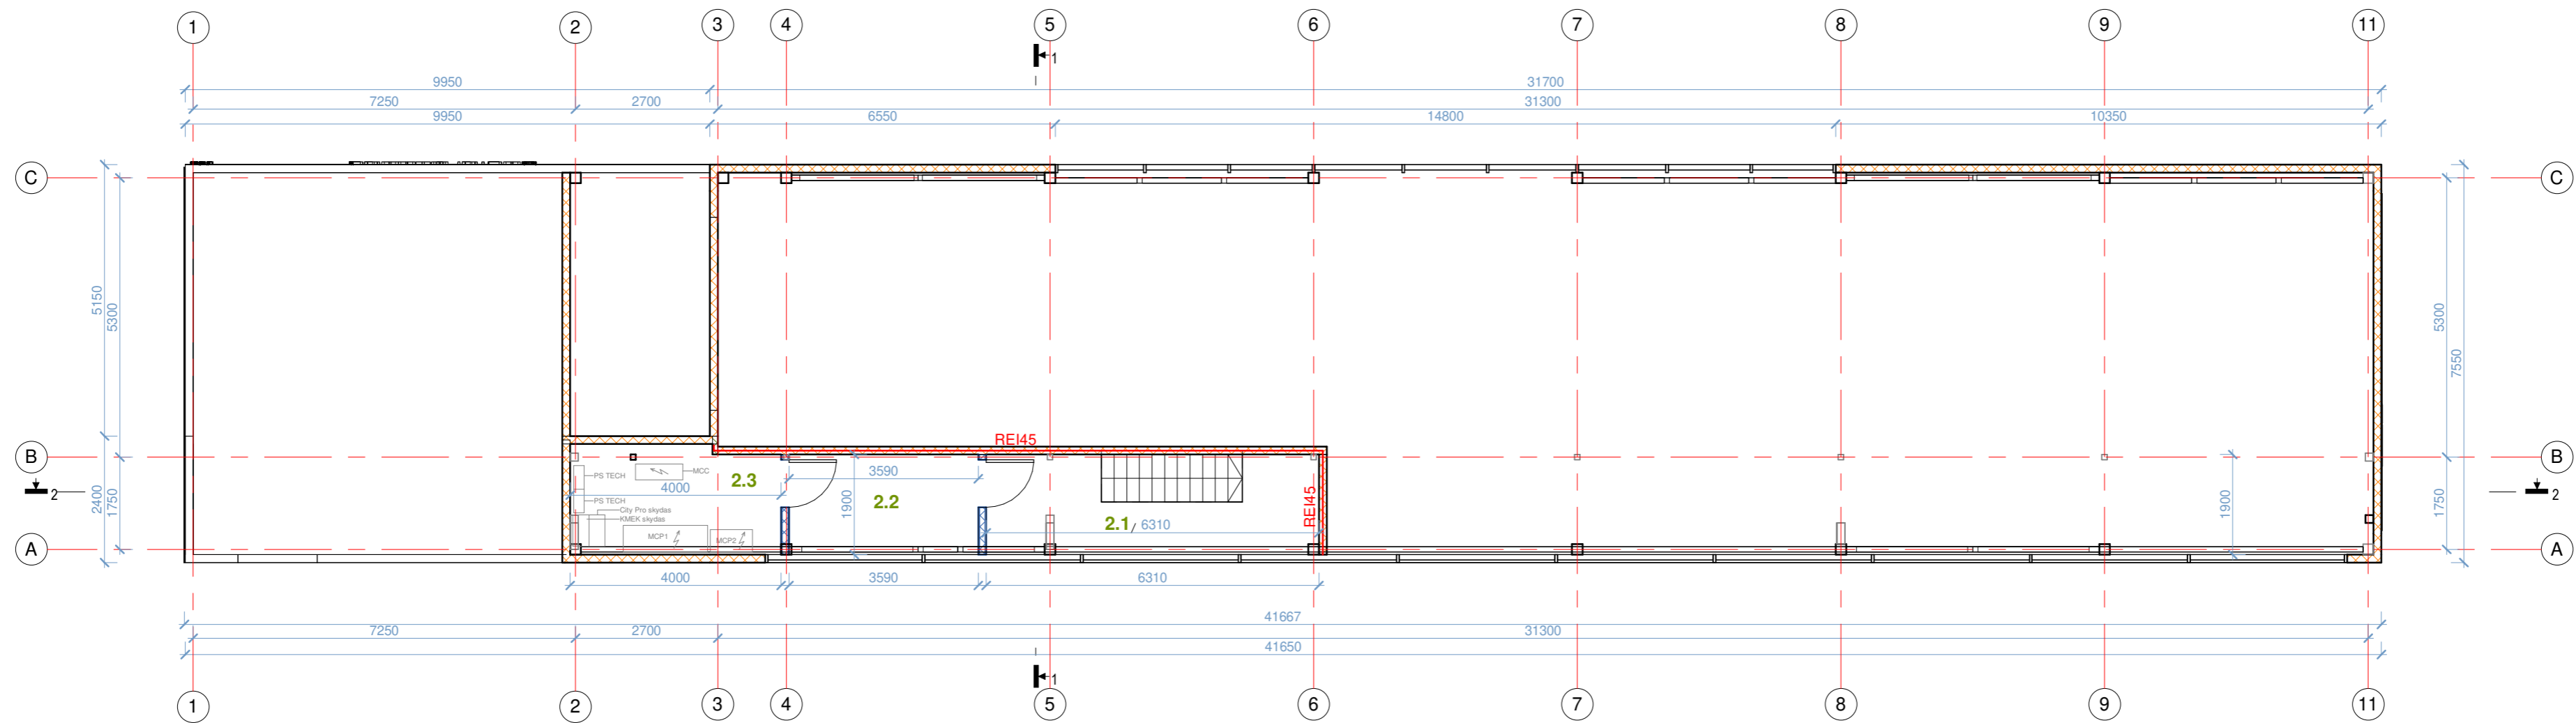 1 2 3 4 5 6 7 8 9 11
1
9950 31700
7250 2700 31300
9950 6550 14800 10350
C C
5150 5300 5300 7550
REI45
B B
PS TECH MCC 2.3 3590
4000 2.2 1900 REI45 1900
2 2
PS TECH
City Pro skydas
KMEK skydas 2.1 / 6310
2400 1750 1750
MCP1 MCP2
A A
4000 3590 6310
41667
7250 2700 31300
41650
1
1 2 3 4 5 6 7 8 9 11